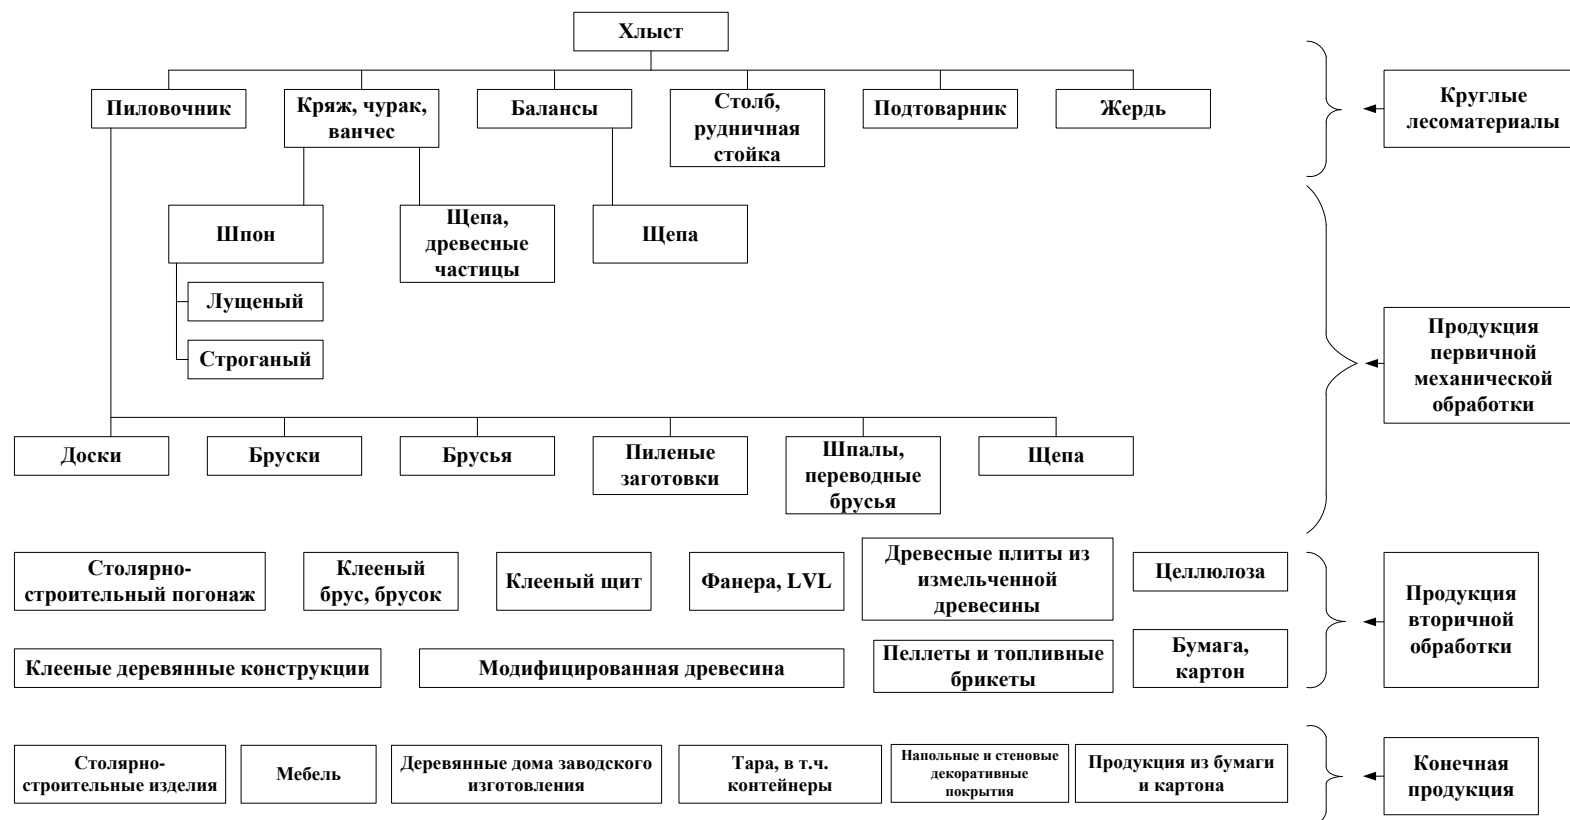 Хлыст
Пиловочник
Кряж, чурак,
ванчес
Балансы
Столб,
рудничная
стойка
Подтоварник
Жердь
Круглые
лесоматериалы
Шпон
Щепа,
древесные
частицы
Щепа
Лущеный
Строганый
Продукция
первичной
механической
обработки
Доски
Бруски
Брусья
Пиленые
заготовки
Шпалы,
переводные
брусья
Щепа
Столярно-
строительный погонаж
Клееный
брус, брусок
Клееный щит
Фанера, LVL
Древесные плиты из
измельченной
древесины
Целлюлоза
Продукция
вторичной
обработки
Клееные деревянные конструкции
Модифицированная древесина
Пеллеты и топливные
брикеты
Бумага,
картон
Столярно-
строительные изделия
Мебель
Деревянные дома заводского
изготовления
Тара, в т.ч.
контейнеры
Напольные и стеновые
декоративные
покрытия
Продукция из бумаги
и картона
Конечная
продукция